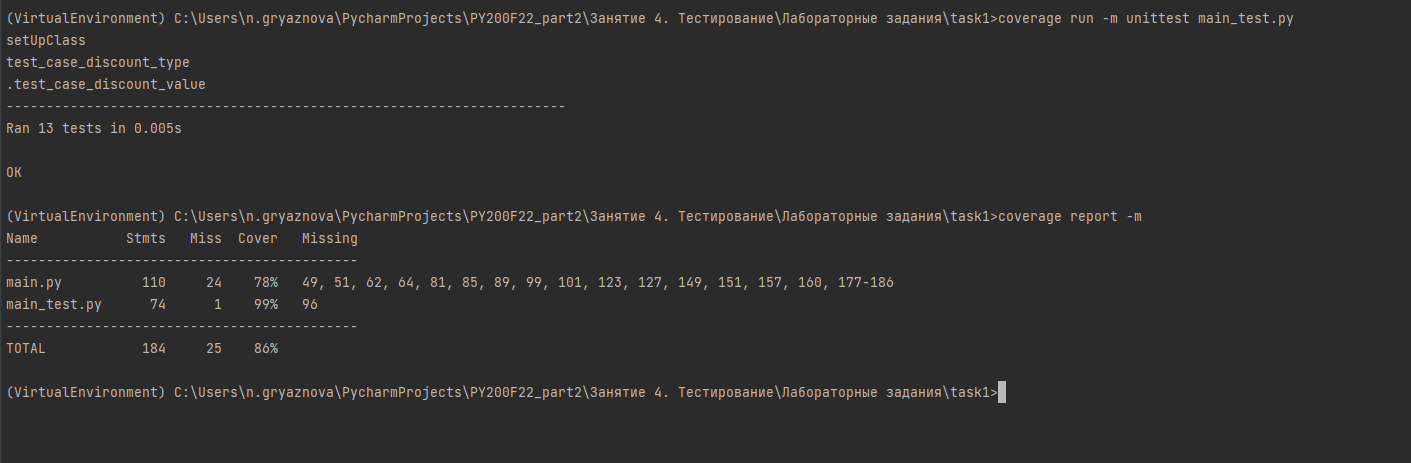 (VirtualEnvironment) C:\Users\n.gryaznova\PycharmProjects\PY200F22_part2\Занятие 4. Тестирование\Лабораторные задания\task1>coverage run -m unittest main_test.py
setUpClass
test_case_discount_type
.test_case_discount_value
----------------------------------------------------------------------
Ran 13 tests in 0.005s
OK
(VirtualEnvironment) C:\Users\n.gryaznova\PycharmProjects\PY200F22_part2\Занятие 4. Тестирование\Лабораторные задания\task1>coverage report -m
Name           Stmts   Miss  Cover   Missing
--------------------------------------------
main.py          110     24    78%   49, 51, 62, 64, 81, 85, 89, 99, 101, 123, 127, 149, 151, 157, 160, 177-186
main_test.py      74      1    99%   96
--------------------------------------------
TOTAL            184     25    86%
(VirtualEnvironment) C:\Users\n.gryaznova\PycharmProjects\PY200F22_part2\Занятие 4. Тестирование\Лабораторные задания\task1>